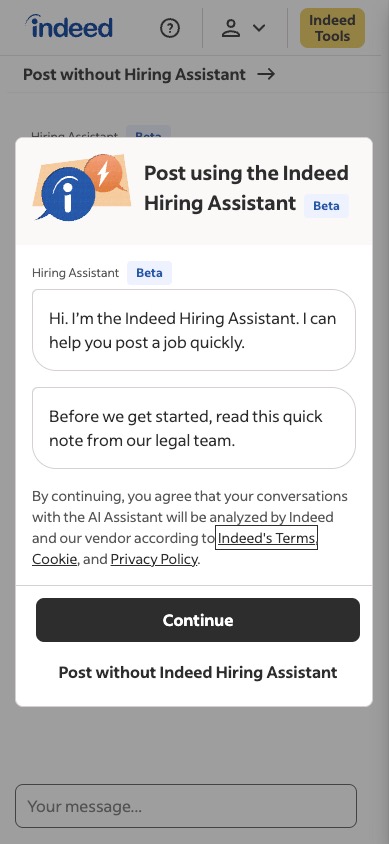 indeed
Indeed
Tools
Post without Hiring Assistant →
Hiring Assistant Beta
Post using the Indeed
Hiring Assistant Beta
Hiring Assistant Beta
Hi. I'm the Indeed Hiring Assistant. I can
help you post a job quickly.
Before we get started, read this quick
note from our legal team.
By continuing, you agree that your conversations
with the AI Assistant will be analyzed by Indeed
and our vendor according to Indeed's Terms,
Cookie, and Privacy Policy.
Continue
Post without Indeed Hiring Assistant
Your message...